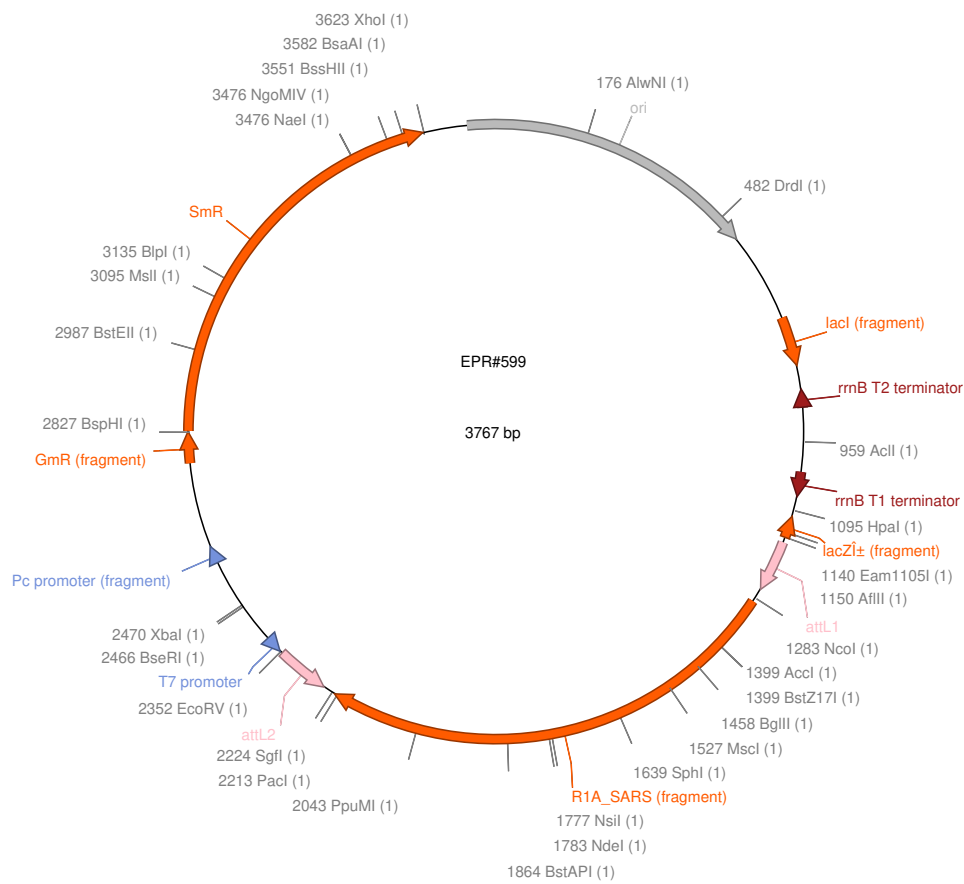 3623 XhoI (1)
3582 BsaAI (1)
3551 BssHII (1)
3476 NgoMIV (1)
3476 NaeI (1)
176 AlwNI (1)
ori
482 DrdI (1)
SmR
3135 BlpI (1)
3095 MslI (1)
2987 BstEII (1)
2827 BspHI (1)
GmR (fragment)
EPR#599
3767 bp
lacI (fragment)
rrnB T2 terminator
959 AclI (1)
rrnB T1 terminator
1095 HpaI (1)
lacZÎ± (fragment)
1140 Eam1105I (1)
1150 AflII (1)
attL1
1283 NcoI (1)
1399 AccI (1)
1399 BstZ17I (1)
1458 BglII (1)
1527 MscI (1)
1639 SphI (1)
R1A_SARS (fragment)
1777 NsiI (1)
1783 NdeI (1)
1864 BstAPI (1)
Pc promoter (fragment)
2470 XbaI (1)
2466 BseRI (1)
T7 promoter
2352 EcoRV (1)
attL2
2224 SgfI (1)
2213 PacI (1)
2043 PpuMI (1)